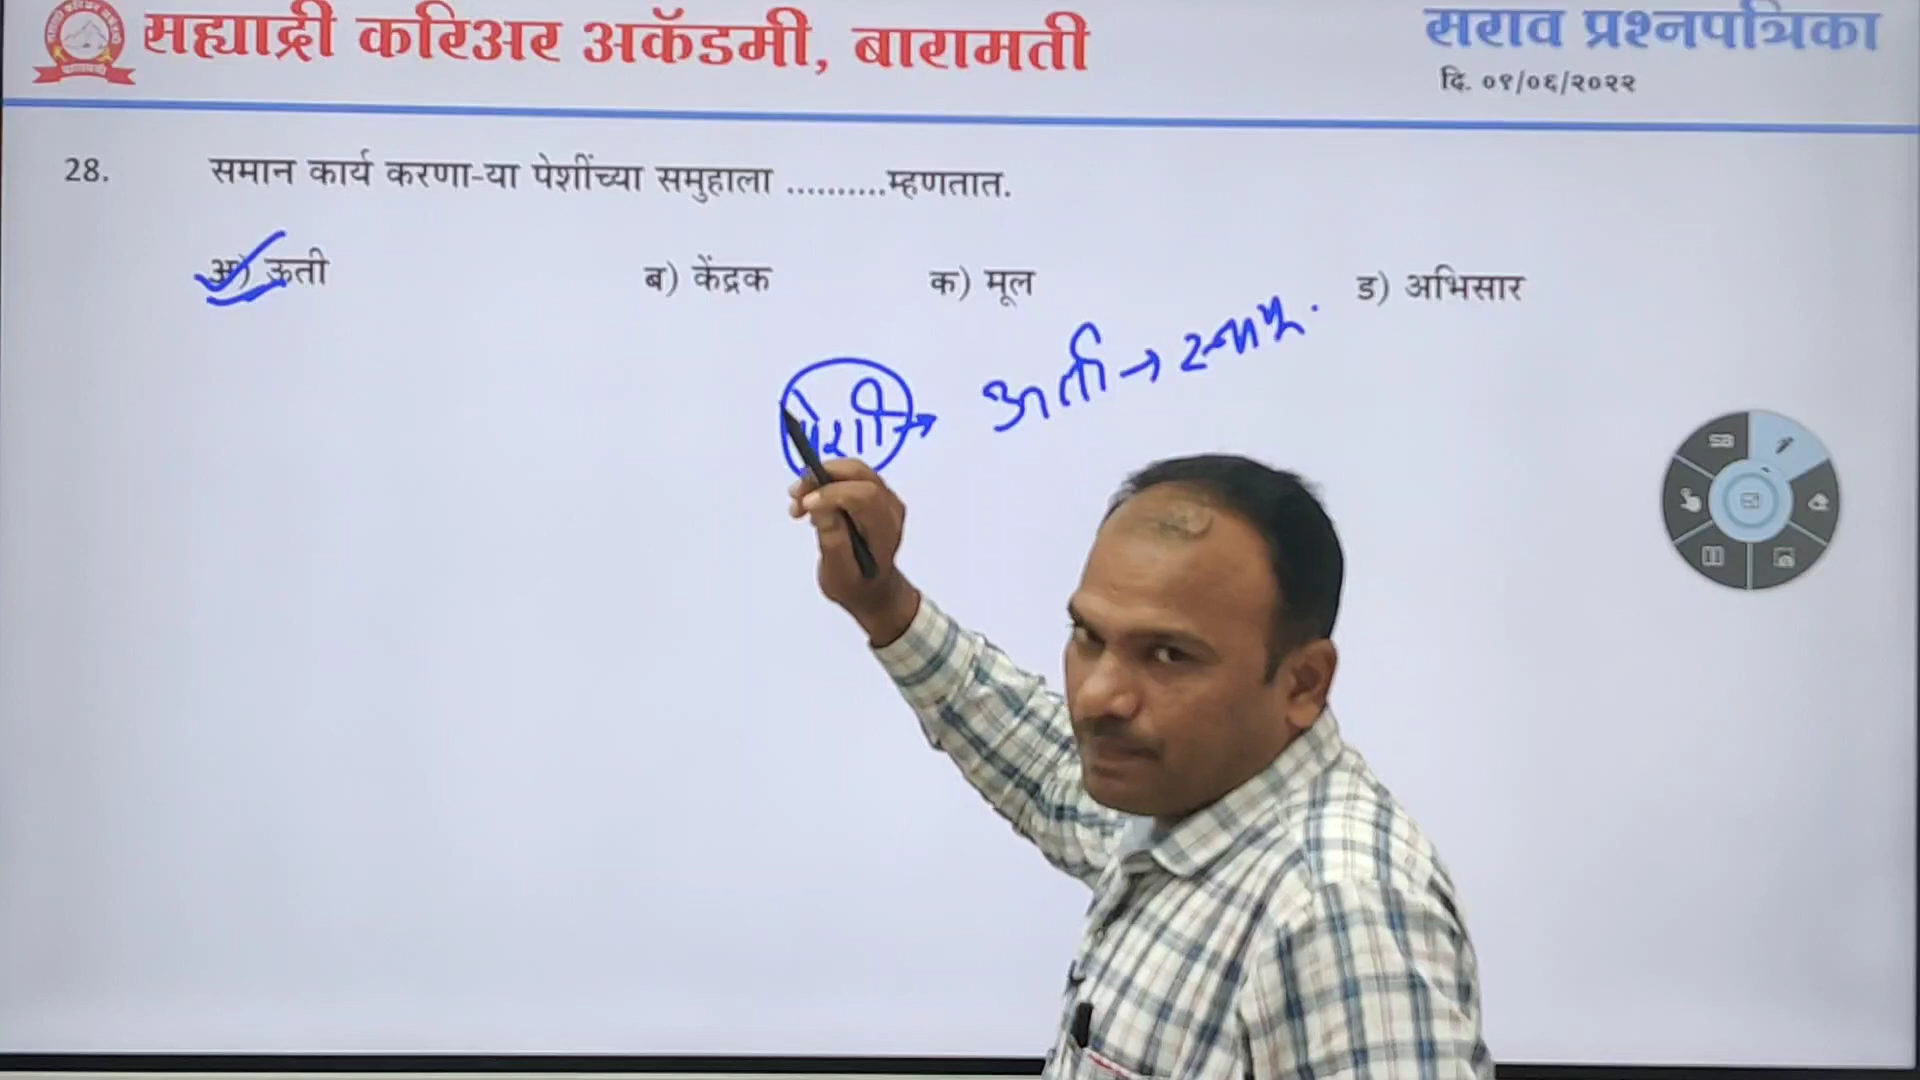 सह्याद्री करिअर अकॅडमी, बारामती
सराव प्रश्नपत्रिका
दि. ०९/०६/२०२२
28. समान कार्य करणा-या पेशींच्या समुहाला ..........म्हणतात.
अ) ऊती ब) केंद्रक क) मूल ड) अभिसार
पेशी → ऊती → स्नायू